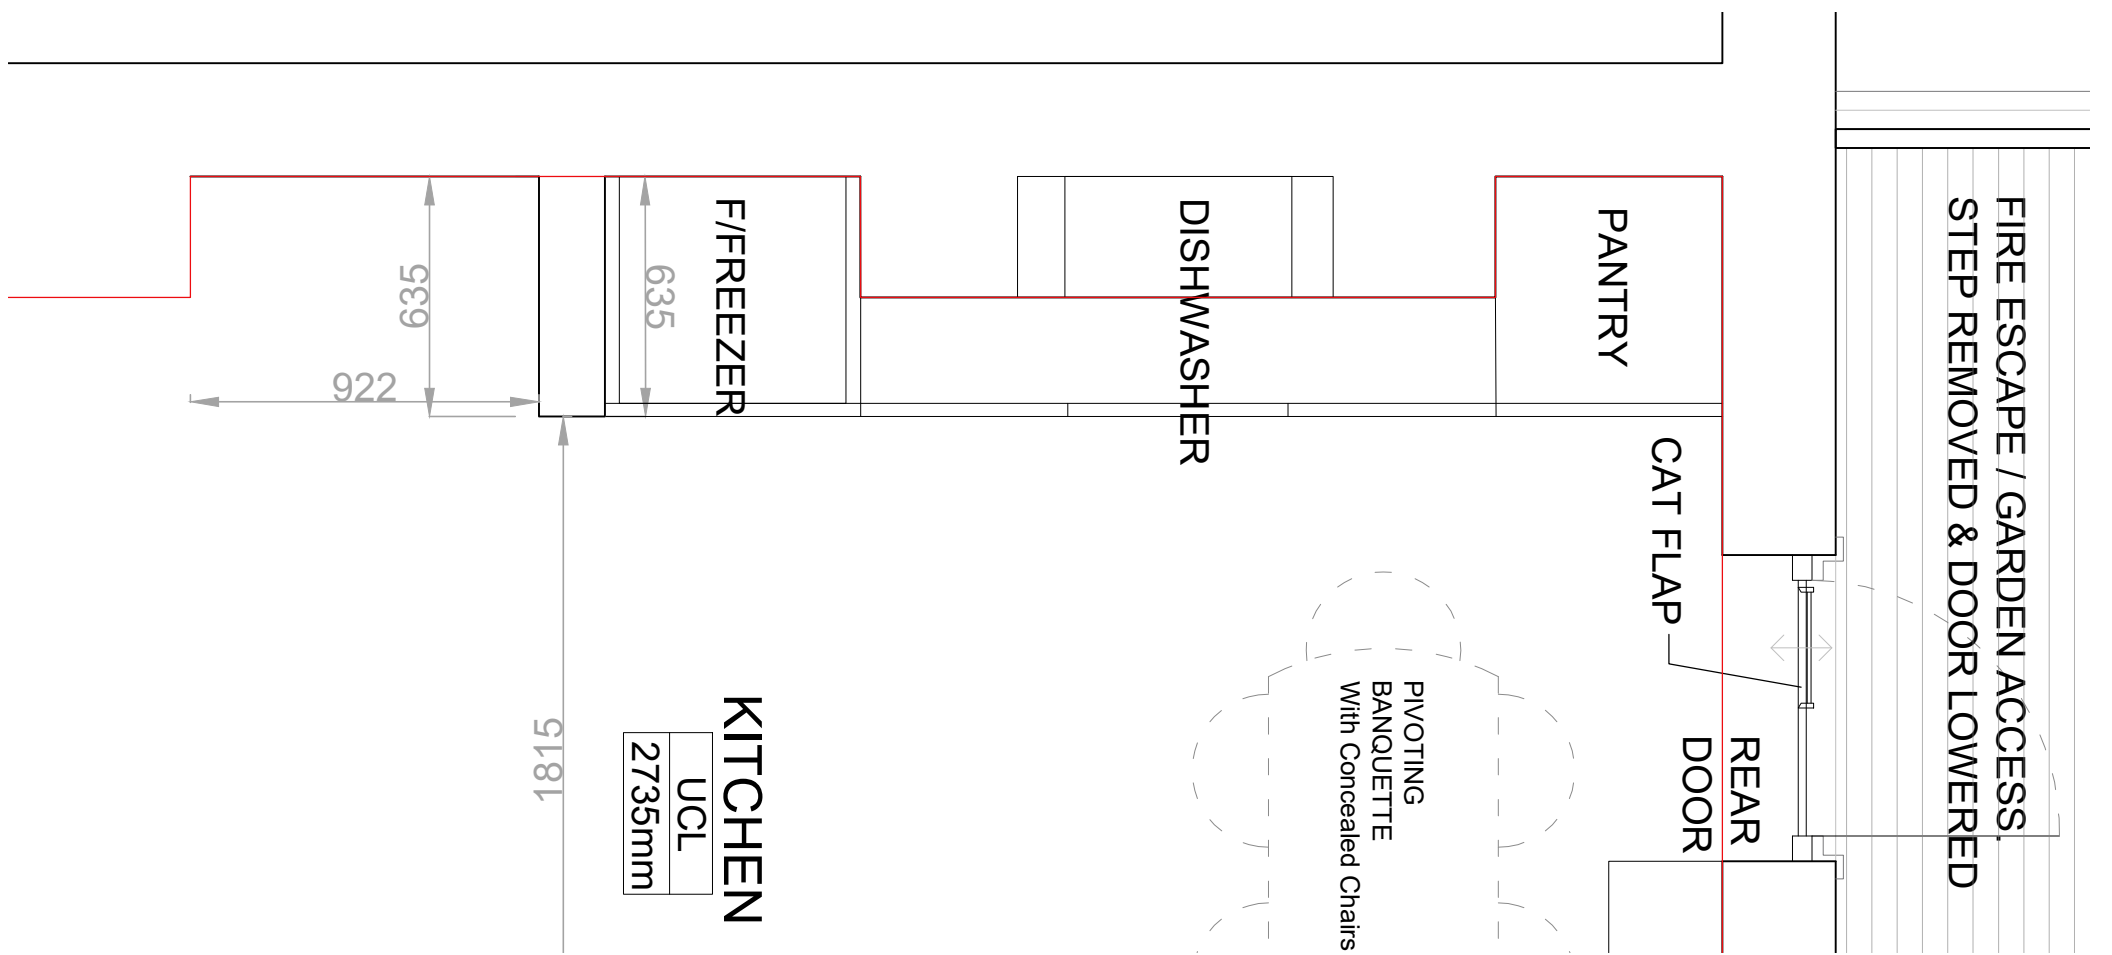 F/FREEZER
DISHWASHER
PANTRY
FIRE ESCAPE / GARDEN ACCESS.
STEP REMOVED & DOOR LOWERED
635
635
922
CAT FLAP
1815
KITCHEN
UCL
2735mm
PIVOTING
BANQUETTE
With Concealed Chairs
REAR
DOOR